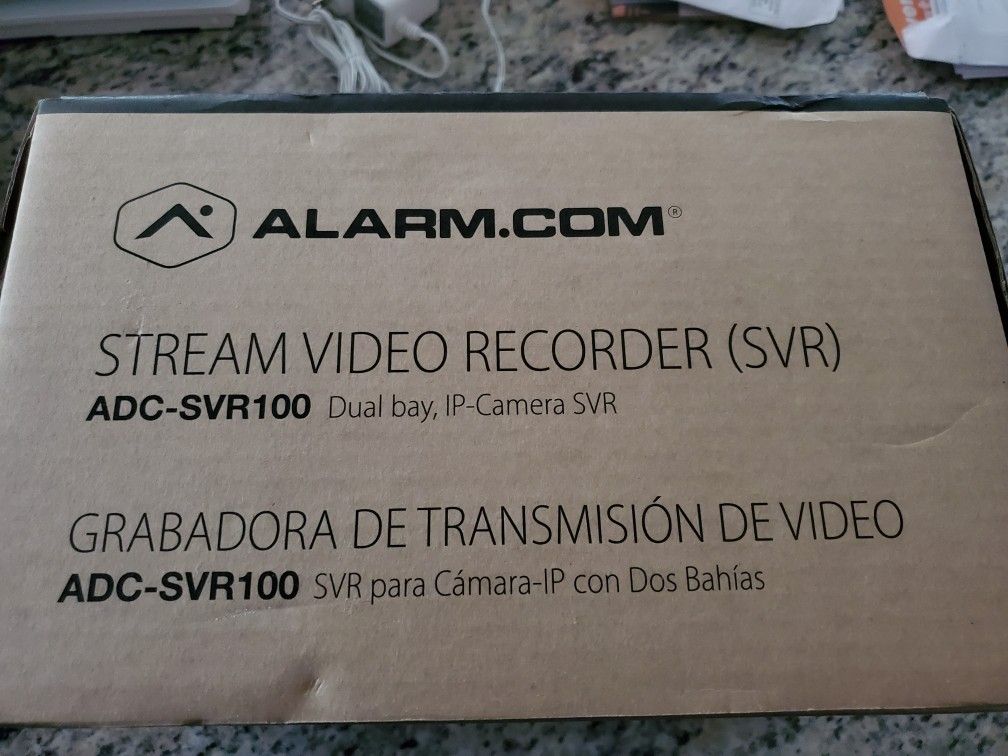 ALARM.COM®
STREAM VIDEO RECORDER (SVR)
ADC-SVR100 Dual bay, IP-Camera SVR
GRABADORA DE TRANSMISIÓN DE VIDEO
ADC-SVR100 SVR para Cámara-IP con Dos Bahías